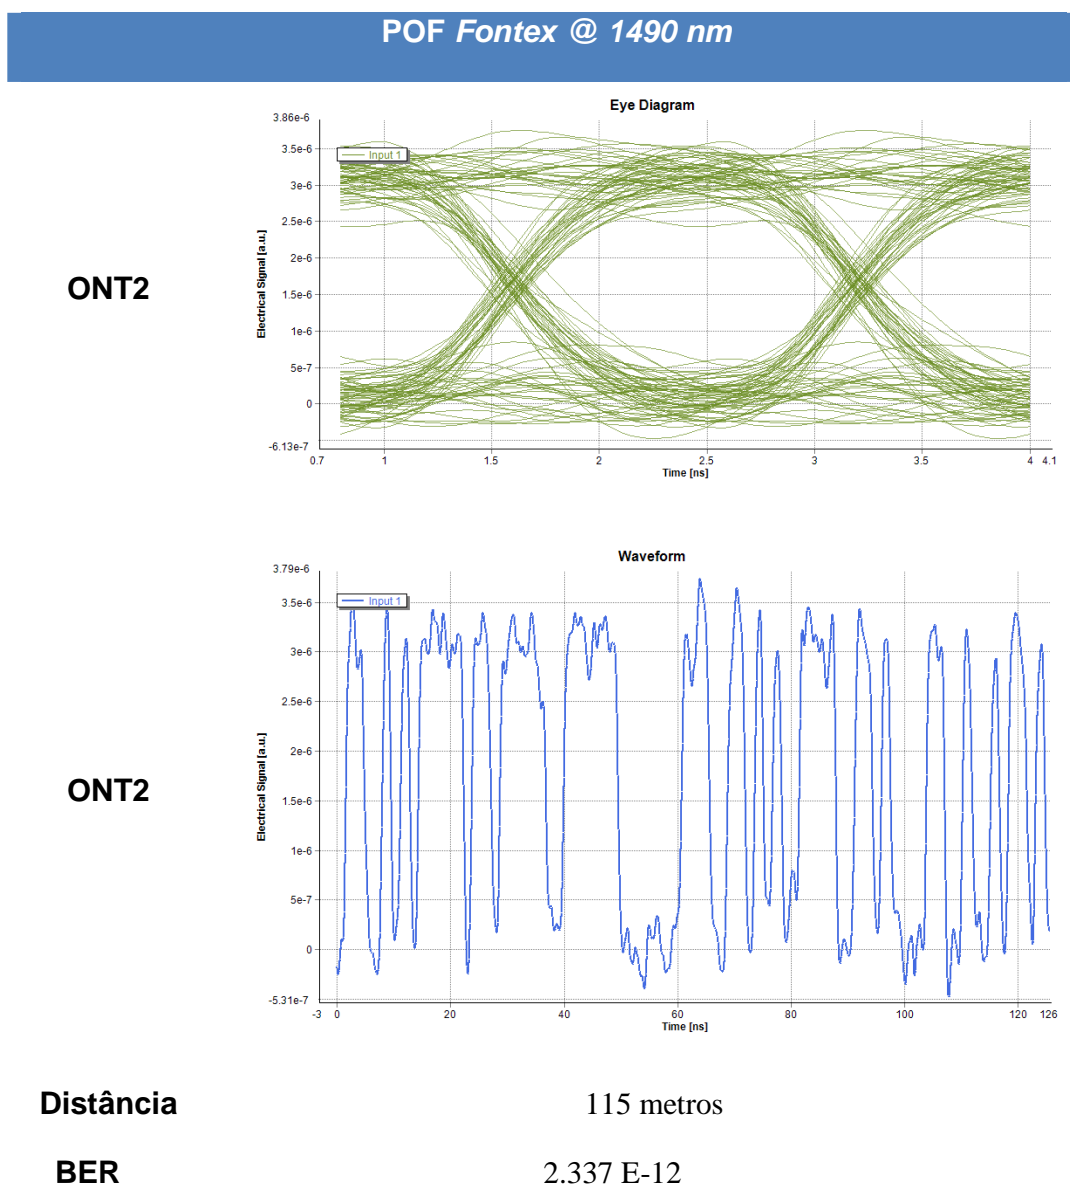 POF Fontex @ 1490 nm
ONT2
Eye Diagram
3.86e-6
Input 1
3.5e-6
3e-6
2.5e-6
2e-6
1.5e-6
1e-6
5e-7
0
-6.13e-7
Electrical Signal [a.u.]
0.7 1 1.5 2 2.5 3 3.5 4 4.1
Time [ns]
ONT2
Waveform
3.79e-6
Input 1
3.5e-6
3e-6
2.5e-6
2e-6
1.5e-6
1e-6
5e-7
0
-5.31e-7
Electrical Signal [a.u.]
-3 0 20 40 60 80 100 120 126
Time [ns]
Distância 115 metros
BER 2.337 E-12